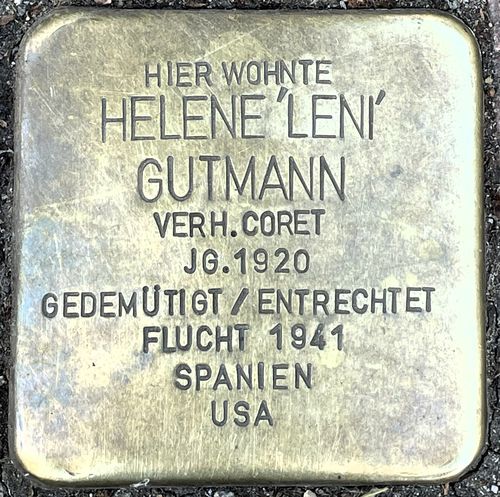 HIER WOHNTE
HELENE 'LENI'
GUTMANN
VERH. CORET
JG. 1920
GEDEMÜTIGT / ENTRECHTET
FLUCHT 1941
SPANIEN
USA